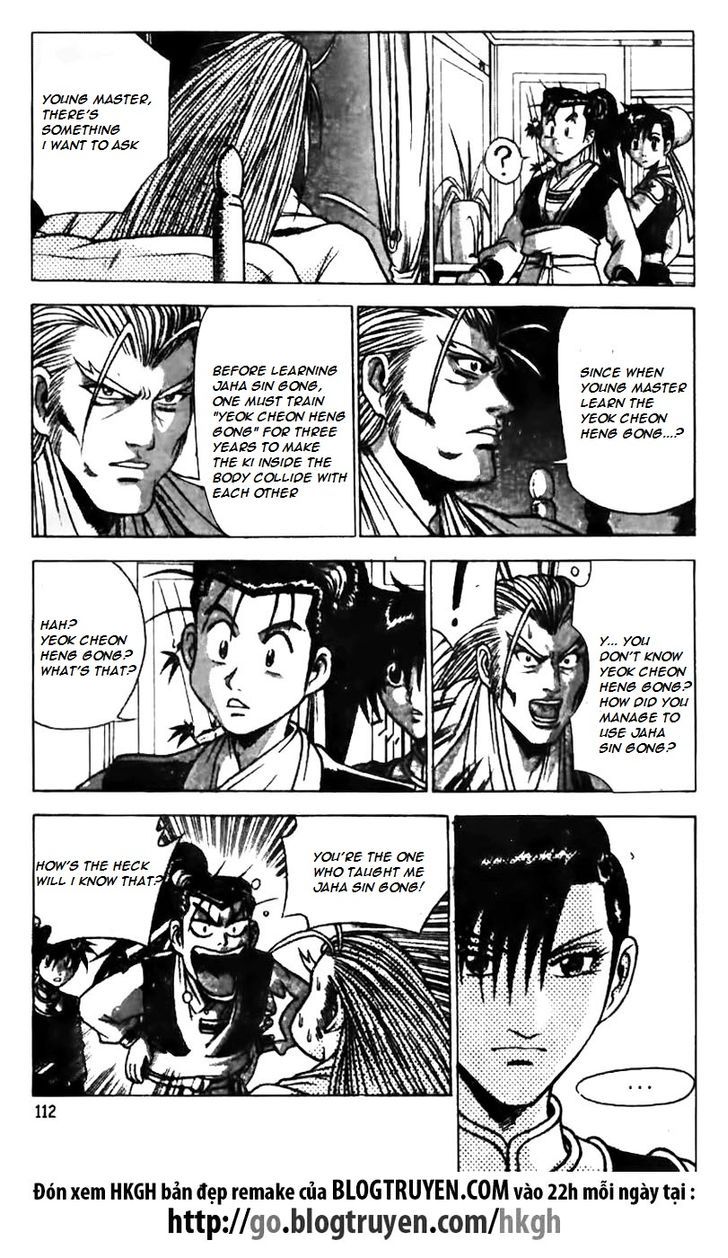 YOUNG MASTER,
THERE'S
SOMETHING
I WANT TO ASK
?
BEFORE LEARNING
JAHA SIN GONG,
ONE MUST TRAIN
"YEOK CHEON HENG
GONG" FOR THREE
YEARS TO MAKE
THE KI INSIDE THE
BODY COLLIDE WITH
EACH OTHER
SINCE WHEN
YOUNG MASTER
LEARN THE
YEOK CHEON
HENG GONG...?
HAH?
YEOK CHEON
HENG GONG?
WHAT'S THAT?
!
Y... YOU
DON'T KNOW
YEOK CHEON
HENG GONG?
HOW DID YOU
MANAGE TO
USE JAHA
SIN GONG?
HOW'S THE HECK
WILL I KNOW THAT?
YOU'RE THE ONE
WHO TAUGHT ME
JAHA SIN GONG!
...
112
Đón xem HKGH bản đẹp remake của BLOGTRUYEN.COM vào 22h mỗi ngày tại :
http://go.blogtruyen.com/hkgh